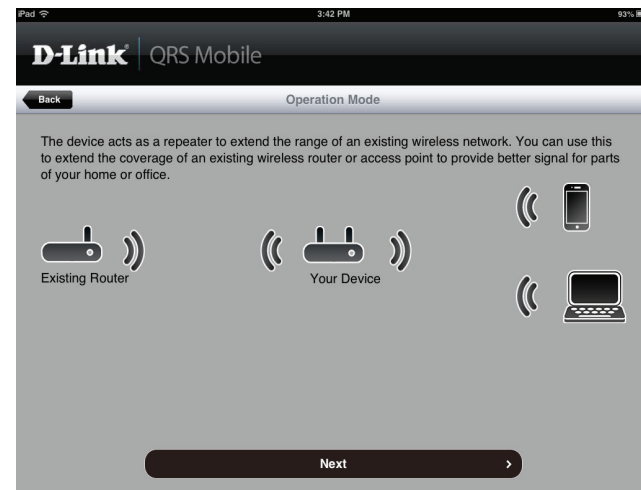 iPad 3:42 PM 93%
D-Link QRS Mobile
Back Operation Mode
The device acts as a repeater to extend the range of an existing wireless network. You can use this
to extend the coverage of an existing wireless router or access point to provide better signal for parts
of your home or office.
Existing Router Your Device
Next